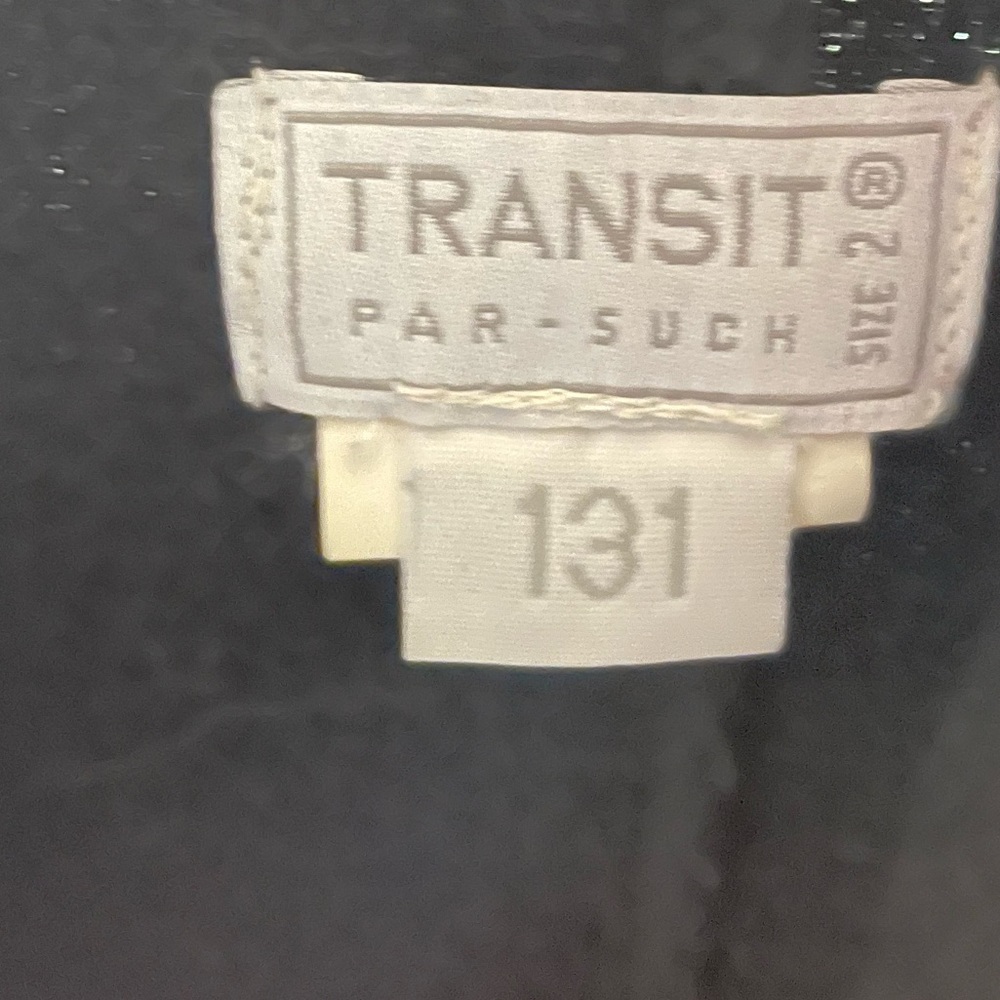 TRANSIT®
PAR-SUCH
SIZE 2
131